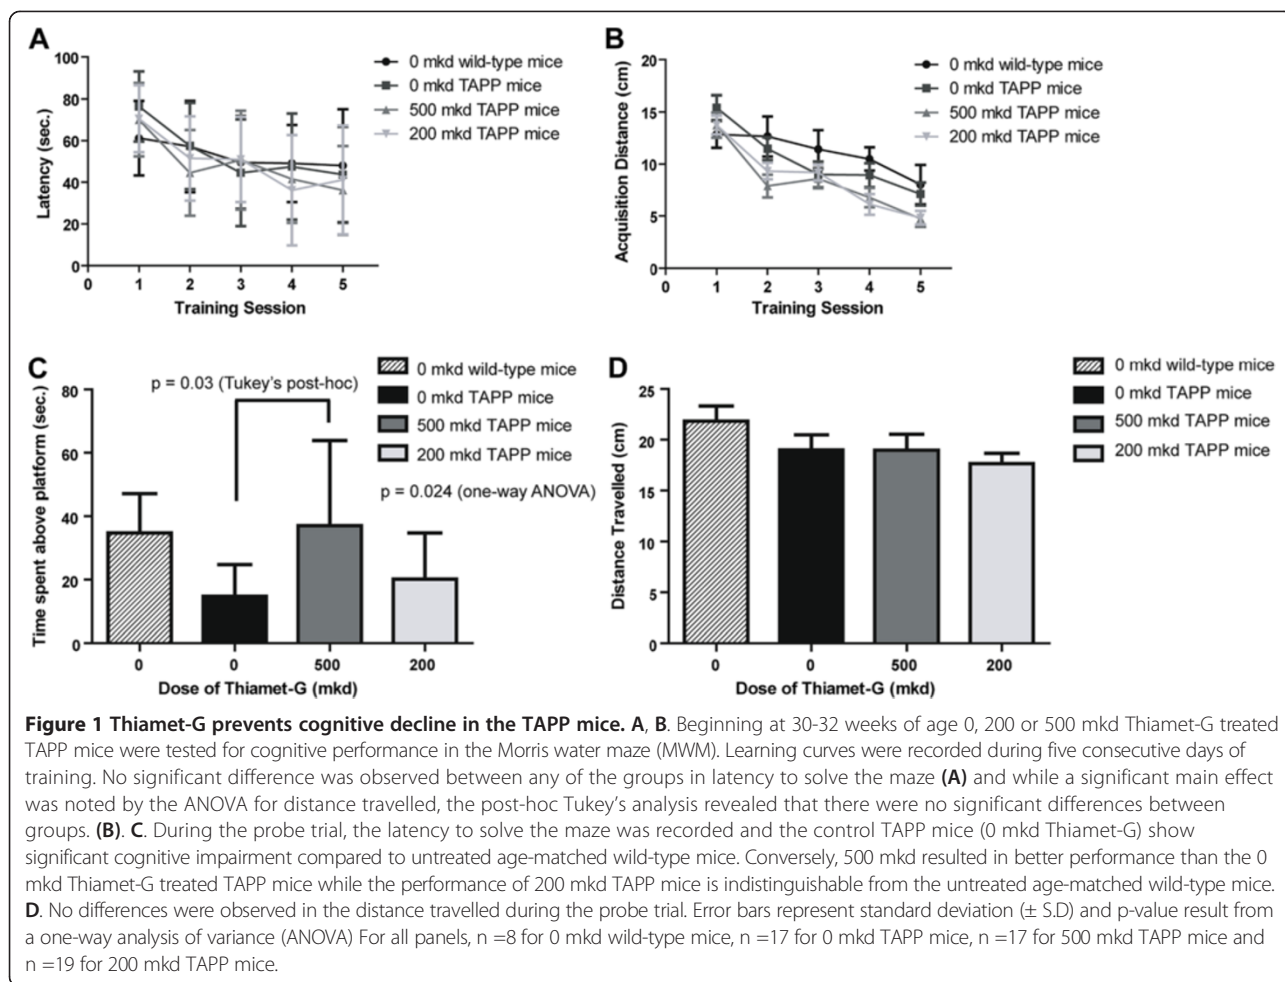 A
100
80
60
40
20
0
Latency (sec.)
0 1 2 3 4 5
Training Session
0 mkd wild-type mice
0 mkd TAPP mice
500 mkd TAPP mice
200 mkd TAPP mice
B
20
15
10
5
0
Acquisition Distance (cm)
0 1 2 3 4 5
Training Session
0 mkd wild-type mice
0 mkd TAPP mice
500 mkd TAPP mice
200 mkd TAPP mice
C
80
60
40
20
0
Time spent above platform (sec.)
p = 0.03 (Tukey's post-hoc)
0 mkd wild-type mice
0 mkd TAPP mice
500 mkd TAPP mice
200 mkd TAPP mice
p = 0.024 (one-way ANOVA)
0 0 500 200
Dose of Thiamet-G (mkd)
D
25
20
15
10
5
0
Distance Travelled (cm)
0 mkd wild-type mice
0 mkd TAPP mice
500 mkd TAPP mice
200 mkd TAPP mice
0 0 500 200
Dose of Thiamet-G (mkd)
Figure 1 Thiamet-G prevents cognitive decline in the TAPP mice. A, B. Beginning at 30-32 weeks of age 0, 200 or 500 mkd Thiamet-G treated
TAPP mice were tested for cognitive performance in the Morris water maze (MWM). Learning curves were recorded during five consecutive days of
training. No significant difference was observed between any of the groups in latency to solve the maze (A) and while a significant main effect
was noted by the ANOVA for distance travelled, the post-hoc Tukey's analysis revealed that there were no significant differences between
groups. (B). C. During the probe trial, the latency to solve the maze was recorded and the control TAPP mice (0 mkd Thiamet-G) show
significant cognitive impairment compared to untreated age-matched wild-type mice. Conversely, 500 mkd resulted in better performance than the 0
mkd Thiamet-G treated TAPP mice while the performance of 200 mkd TAPP mice is indistinguishable from the untreated age-matched wild-type mice.
D. No differences were observed in the distance travelled during the probe trial. Error bars represent standard deviation (± S.D) and p-value result from
a one-way analysis of variance (ANOVA) For all panels, n =8 for 0 mkd wild-type mice, n =17 for 0 mkd TAPP mice, n =17 for 500 mkd TAPP mice and
n =19 for 200 mkd TAPP mice.